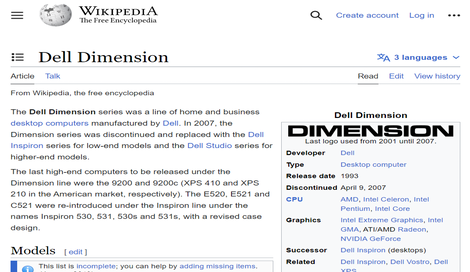 WIKIPEDIA
The Free Encyclopedia
Create account Log in
Dell Dimension
3 languages
Article Talk
Read Edit View history
From Wikipedia, the free encyclopedia
The Dell Dimension series was a line of home and business
desktop computers manufactured by Dell. In 2007, the
Dimension series was discontinued and replaced with the Dell
Inspiron series for low-end models and the Dell Studio series for
higher-end models.
The last high-end computers to be released under the
Dimension line were the 9200 and 9200c (XPS 410 and XPS
210 in the American market, respectively). The E520, E521 and
C521 were re-introduced under the Inspiron line under the
names Inspiron 530, 531, 530s and 531s, with a revised case
design.
Models [ edit ]
This list is incomplete; you can help by adding missing items.
Dell Dimension
DIMENSION
Last logo used from 2001 until 2007.
Developer Dell
Type Desktop computer
Release date 1993
Discontinued April 9, 2007
CPU AMD, Intel Celeron, Intel
Pentium, Intel Core
Graphics Intel Extreme Graphics, Intel
GMA, ATI/AMD Radeon,
NVIDIA GeForce
Successor Dell Inspiron (desktops)
Related Dell Inspiron, Dell Vostro, Dell
XPS